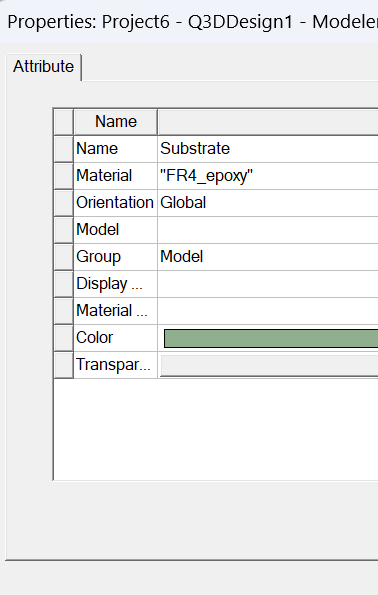 Properties: Project6 - Q3DDesign1 - Modeler
Attribute
Name
Name Substrate
Material "FR4_epoxy"
Orientation Global
Model
Group Model
Display ...
Material ...
Color
Transpar...